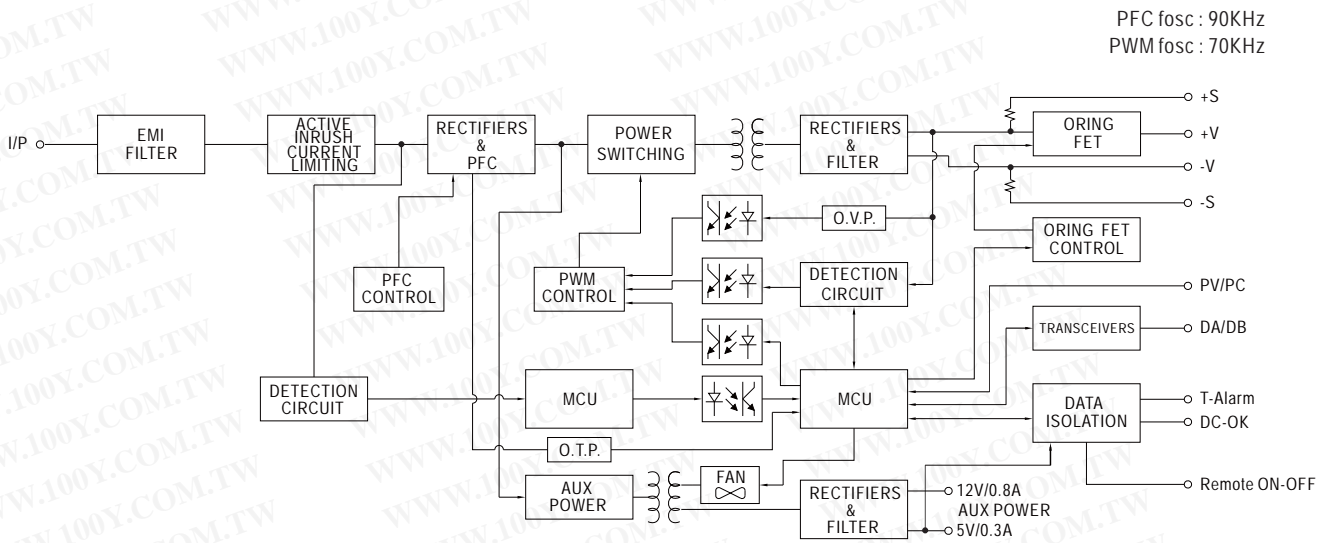 PFC fosc : 90KHz
PWM fosc : 70KHz
I/P
EMI
FILTER
ACTIVE
INRUSH
CURRENT
LIMITING
RECTIFIERS
&
PFC
POWER
SWITCHING
RECTIFIERS
&
FILTER
ORING
FET
+S
+V
-V
-S
O.V.P.
ORING FET
CONTROL
PFC
CONTROL
PWM
CONTROL
DETECTION
CIRCUIT
PV/PC
TRANSCEIVERS
DA/DB
DETECTION
CIRCUIT
MCU
MCU
DATA
ISOLATION
T-Alarm
DC-OK
O.T.P.
AUX
POWER
FAN
RECTIFIERS
&
FILTER
12V/0.8A
AUX POWER
5V/0.3A
Remote ON-OFF
WWW.100Y.COM.TW